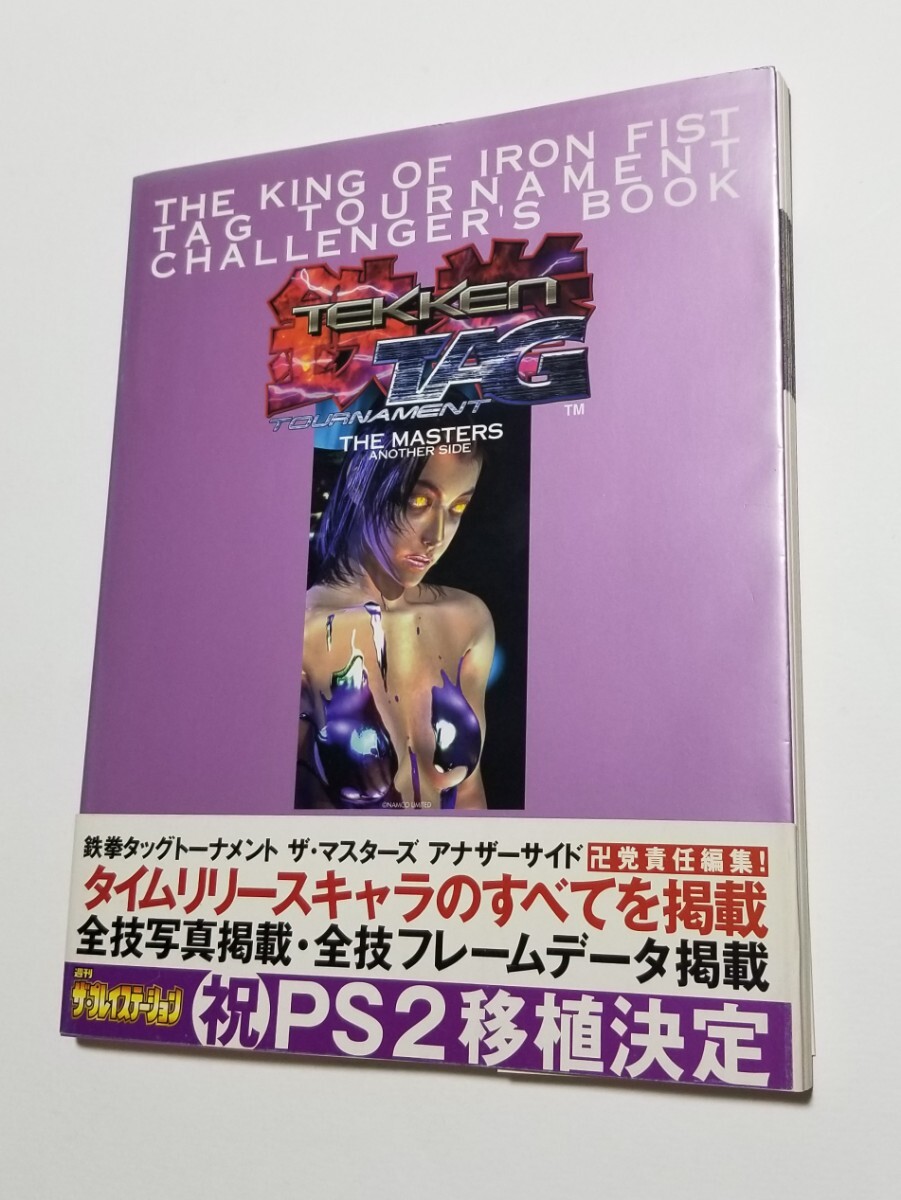 THE KING OF IRON FIST
TAG TOURNAMENT
CHALLENGER'S BOOK
鉄拳
TEKKEN
TAG
TOURNAMENT
TM
THE MASTERS
ANOTHER SIDE
©NAMCO LIMITED
鉄拳タッグトーナメント ザ・マスターズ アナザーサイド 卍党責任編集!
タイムリリースキャラのすべてを掲載
全技写真掲載・全技フレームデータ掲載
週刊
ザ・プレイステーション
(祝)PS2移植決定